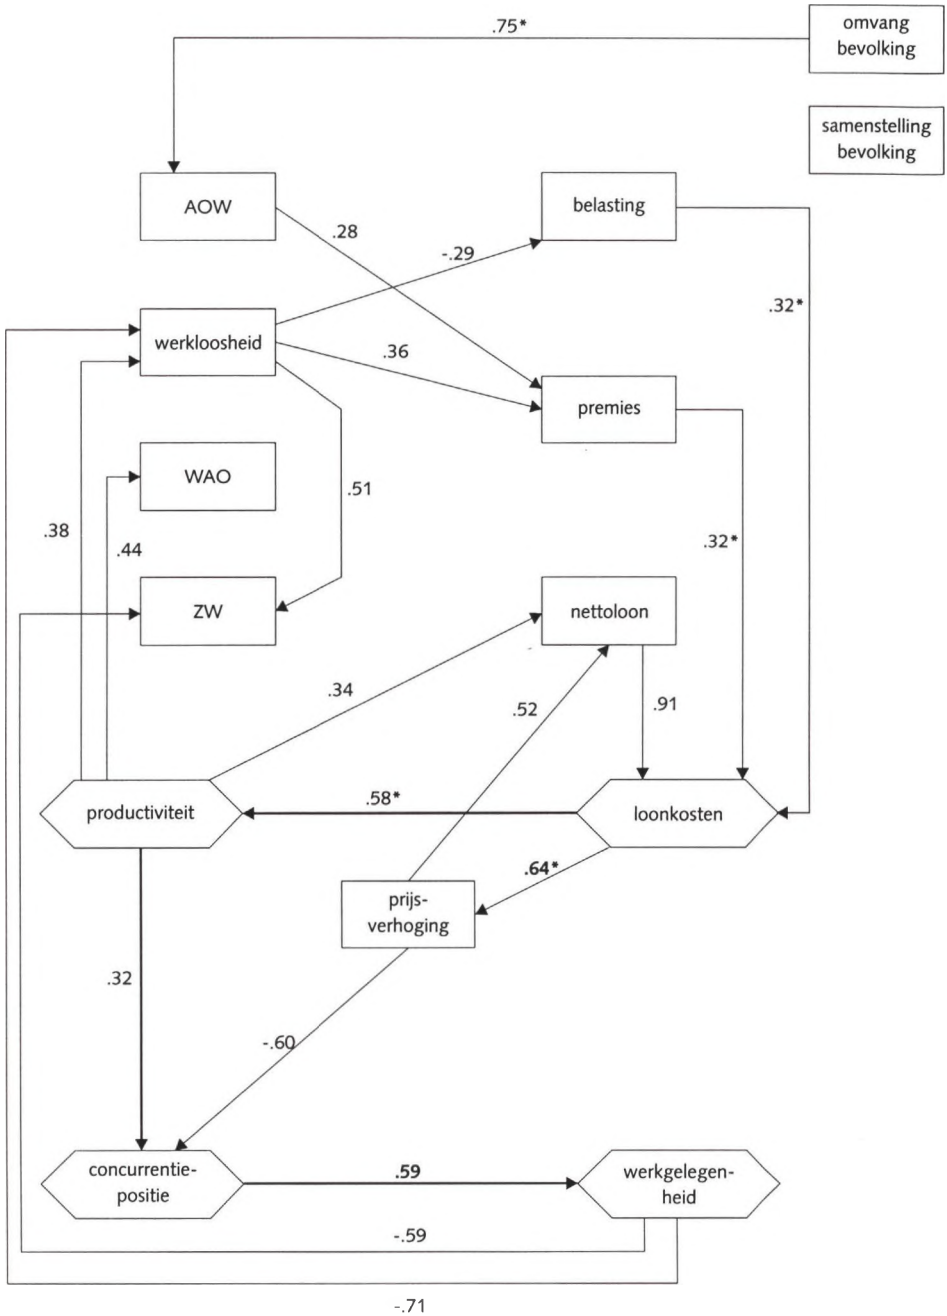 .75*
omvang
bevolking
samenstelling
bevolking
AOW
belasting
.28
-.29
.32*
werkloosheid
.36
premies
WAO
.51
.38
.44
.32*
ZW
nettoloon
.34
.52
.91
productiviteit
.58*
loonkosten
.64*
prijs-
verhoging
.32
-.60
concurrentie-
positie
.59
werkgelegen-
heid
-.59
-.71